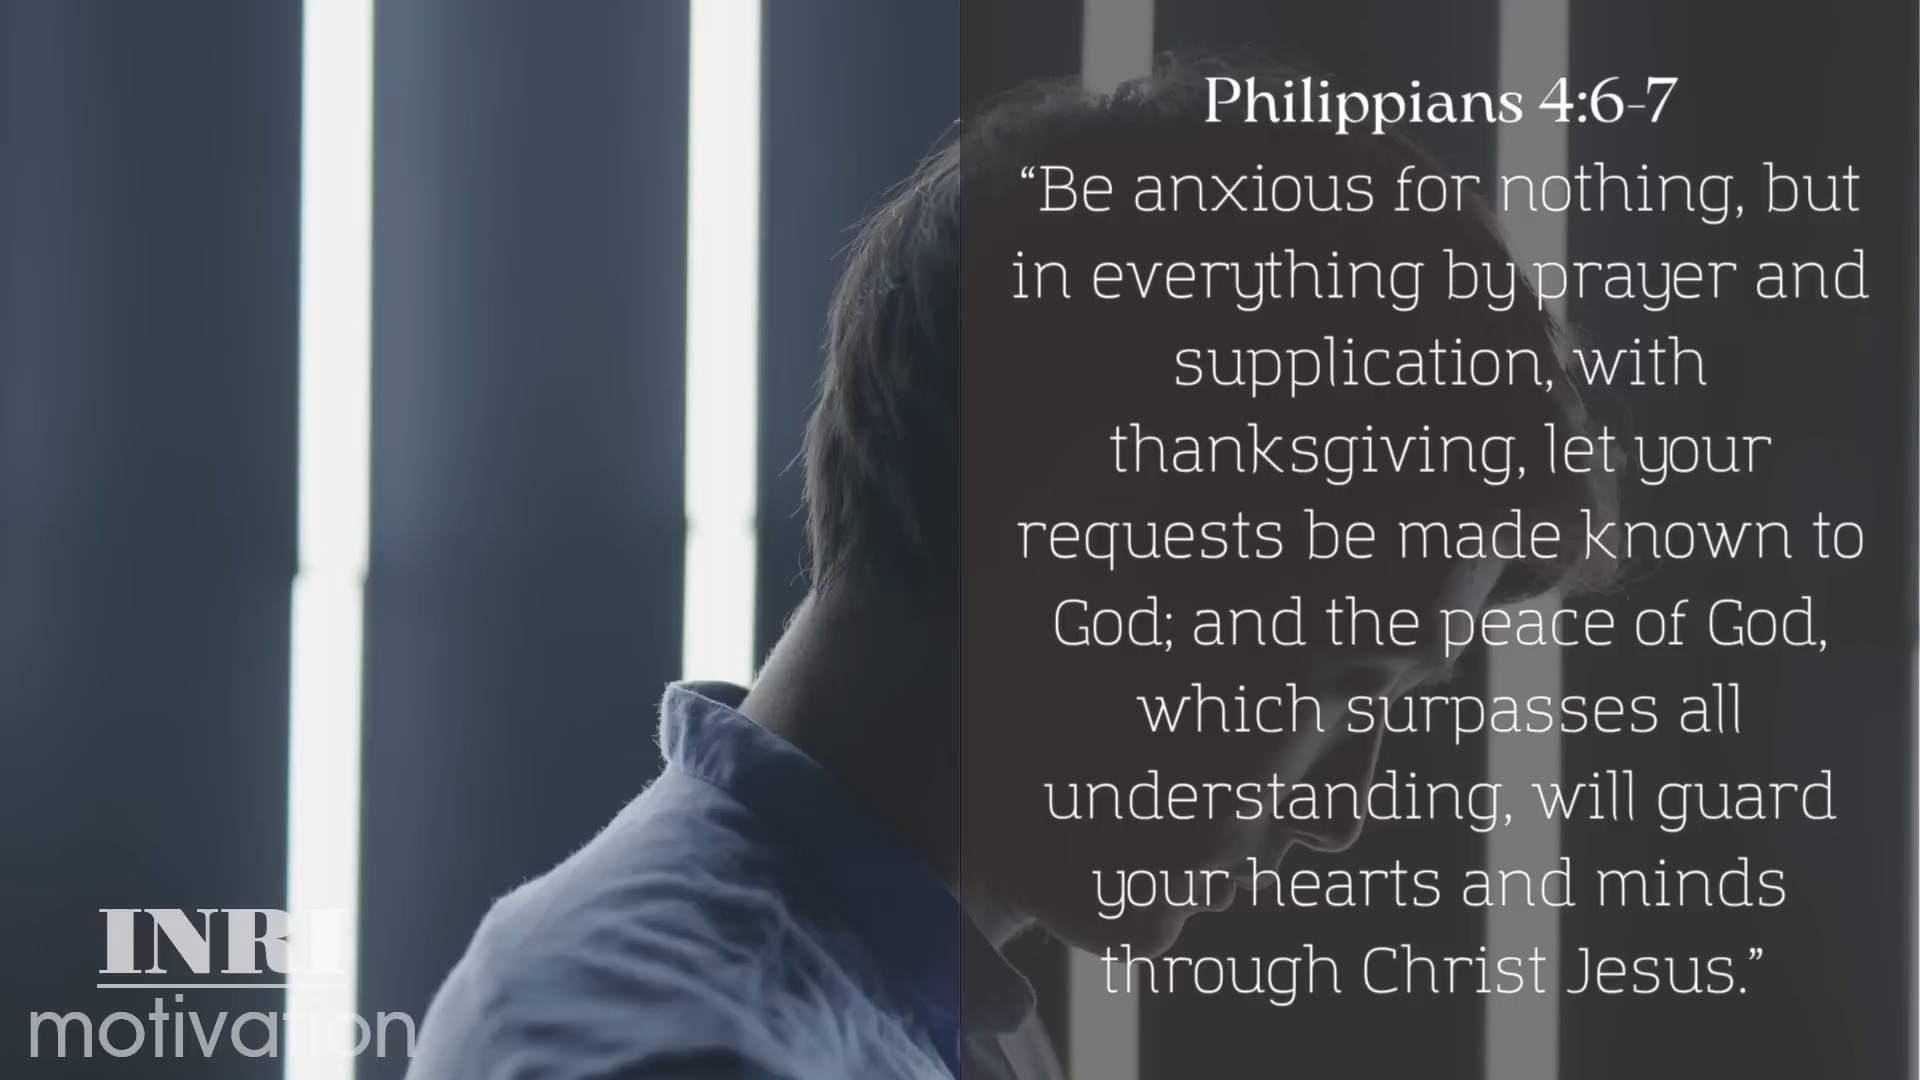 Philippians 4:6-7
“Be anxious for nothing, but
in everything by prayer and
supplication, with
thanksgiving, let your
requests be made known to
God; and the peace of God,
which surpasses all
understanding, will guard
your hearts and minds
through Christ Jesus.”
INRI
motivation